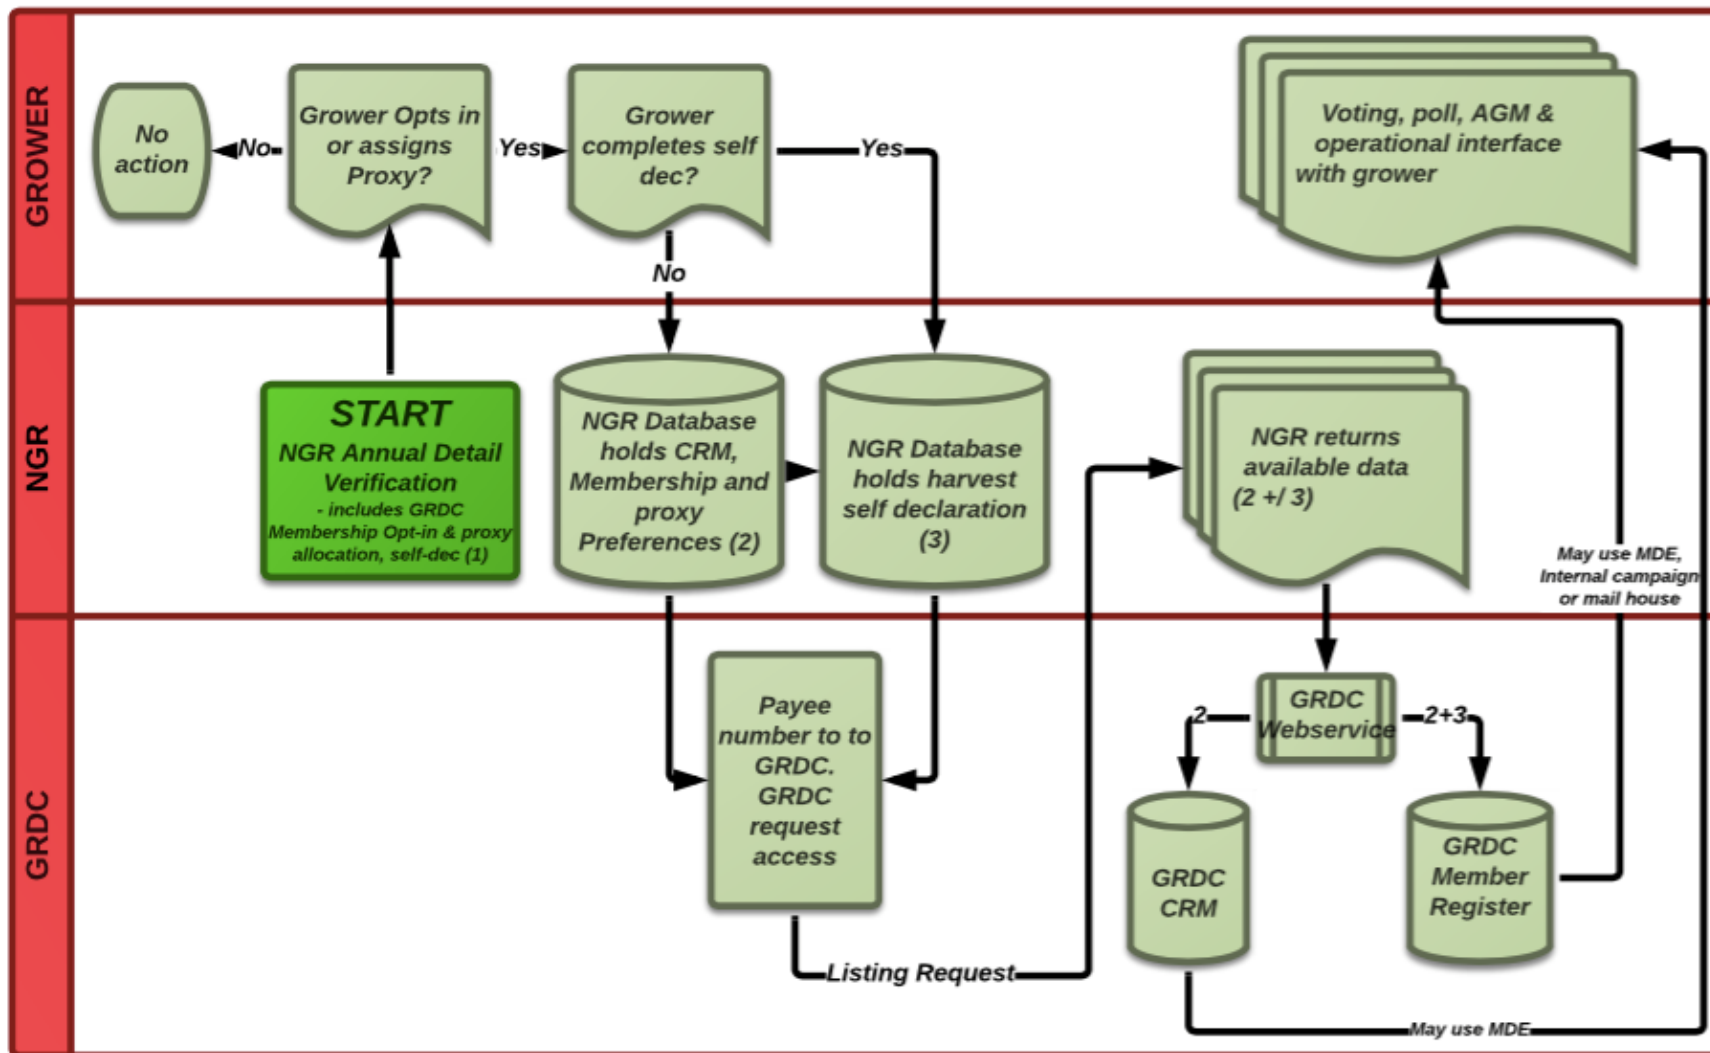 GROWER
No
action
No
Grower Opts in
or assigns
Proxy?
Yes
Grower
completes self
dec?
Yes
No
Voting, poll, AGM &
operational interface
with grower
NGR
START
NGR Annual Detail
Verification
- includes GRDC
Membership Opt-in & proxy
allocation, self-dec (1)
NGR Database
holds CRM,
Membership and
proxy
Preferences (2)
NGR Database
holds harvest
self declaration
(3)
NGR returns
available data
(2 +/ 3)
May use MDE,
Internal campaign
or mail house
GRDC
Payee
number to to
GRDC.
GRDC
request
access
Listing Request
GRDC
Webservice
2
2+3
GRDC
CRM
GRDC
Member
Register
May use MDE